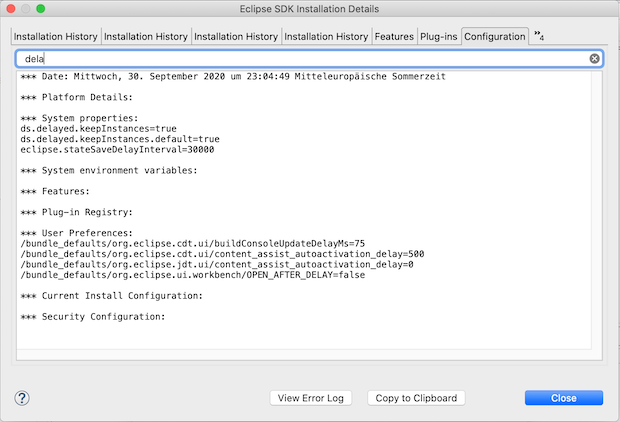 Eclipse SDK Installation Details
Installation History Installation History Installation History Installation History Features Plug-ins Configuration »4
dela
*** Date: Mittwoch, 30. September 2020 um 23:04:49 Mitteleuropäische Sommerzeit
*** Platform Details:
*** System properties:
ds.delayed.keepInstances=true
ds.delayed.keepInstances.default=true
eclipse.stateSaveDelayInterval=30000
*** System environment variables:
*** Features:
*** Plug-in Registry:
*** User Preferences:
/bundle_defaults/org.eclipse.cdt.ui/buildConsoleUpdateDelayMs=75
/bundle_defaults/org.eclipse.cdt.ui/content_assist_autoactivation_delay=500
/bundle_defaults/org.eclipse.jdt.ui/content_assist_autoactivation_delay=0
/bundle_defaults/org.eclipse.ui.workbench/OPEN_AFTER_DELAY=false
*** Current Install Configuration:
*** Security Configuration:
? View Error Log Copy to Clipboard Close